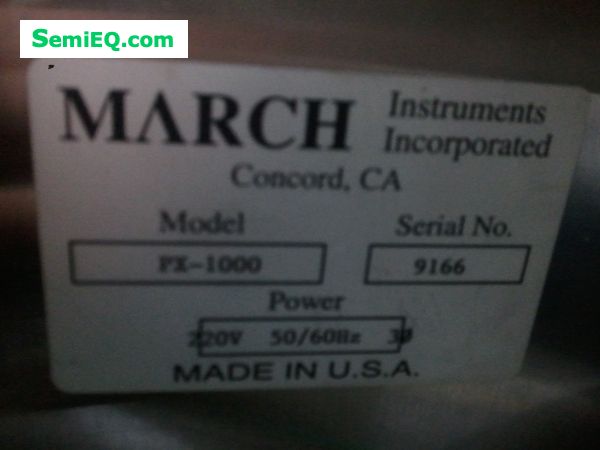 SemiEQ.com
MARCH Instruments Incorporated
Concord, CA
Model Serial No.
PX-1000 9166
Power
220V 50/60Hz 3Ø
MADE IN U.S.A.